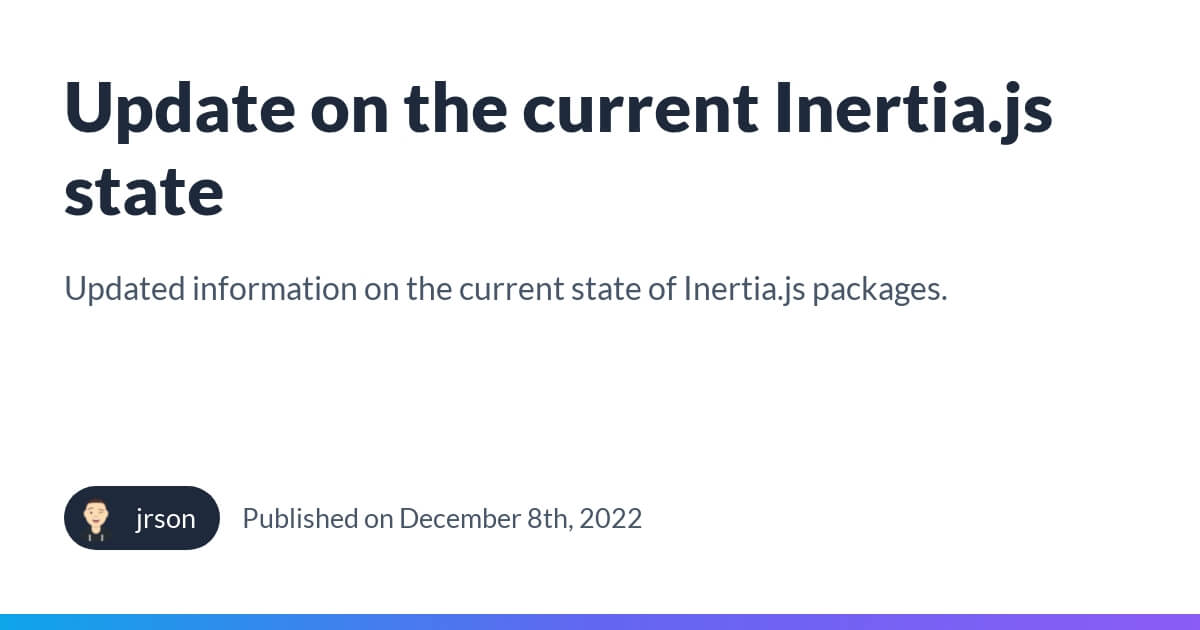 Update on the current Inertia.js
state
Updated information on the current state of Inertia.js packages.
jrson
Published on December 8th, 2022